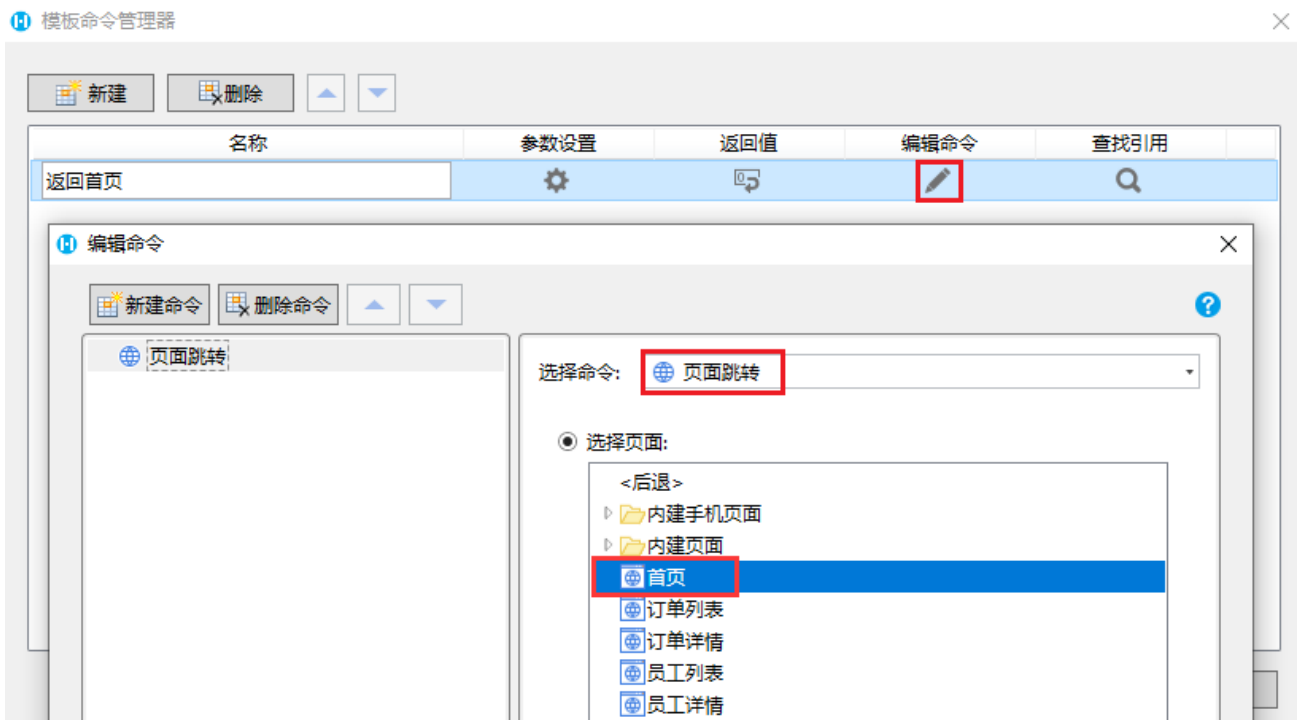 模板命令管理器
新建 删除
名称 参数设置 返回值 编辑命令 查找引用
返回首页
编辑命令
新建命令 删除命令
页面跳转
选择命令: 页面跳转
选择页面:
<后退>
内建手机页面
内建页面
首页
订单列表
订单详情
员工列表
员工详情